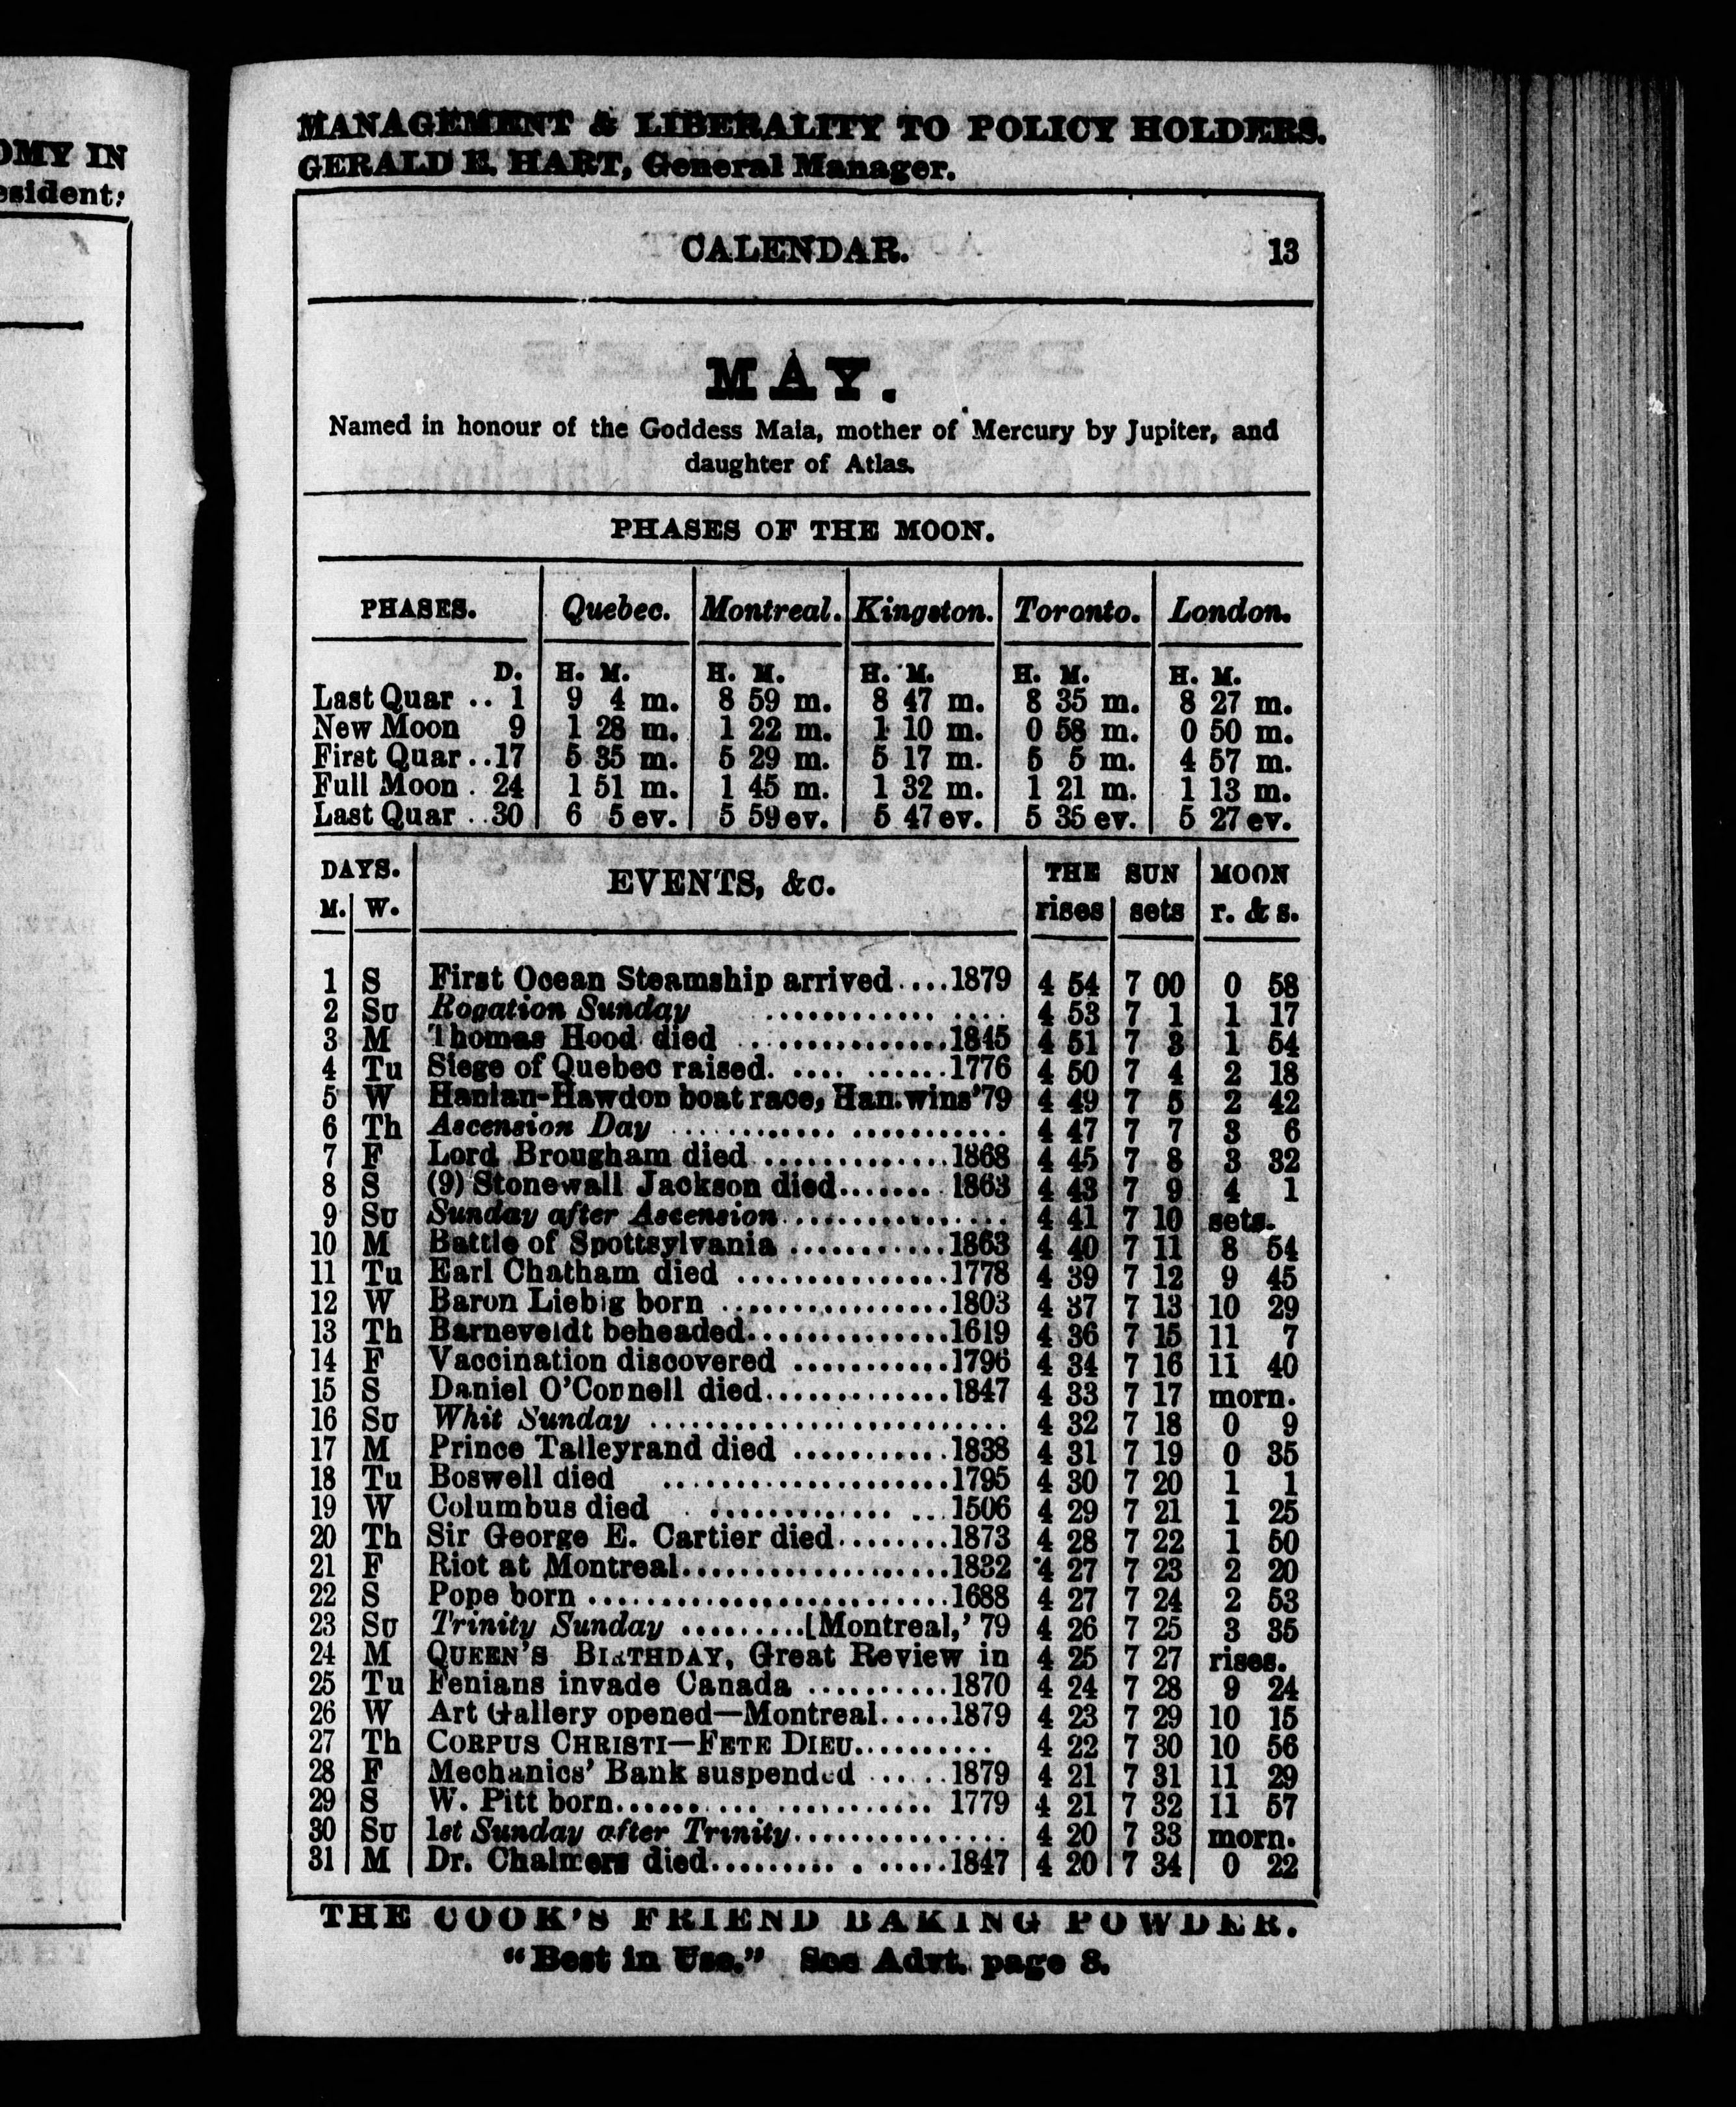 OMY IN
esident:
MANAGEMENT & LIBERALITY TO POLICY HOLDERS.
GERALD E. HART, General Manager.
CALENDAR. 13
MAY.
Named in honour of the Goddess Maia, mother of Mercury by Jupiter, and
daughter of Atlas.
PHASES OF THE MOON.
PHASES. Quebec. Montreal. Kingston. Toronto. London.
D. H. M. H. M. H. M. H. M. H. M.
Last Quar .. 1 9 4 m. 8 59 m. 8 47 m. 8 35 m. 8 27 m.
New Moon 9 1 28 m. 1 22 m. 1 10 m. 0 58 m. 0 50 m.
First Quar..17 5 35 m. 5 29 m. 5 17 m. 5 5 m. 4 57 m.
Full Moon . 24 1 51 m. 1 45 m. 1 32 m. 1 21 m. 1 13 m.
Last Quar ..30 6 5 ev. 5 59 ev. 5 47 ev. 5 35 ev. 5 27 ev.
DAYS. EVENTS, &c. THE SUN MOON
M. W. rises sets r. & s.
1 S First Ocean Steamship arrived....1879 4 54 7 00 0 58
2 SU Rogation Sunday ................ 4 53 7 1 1 17
3 M Thomas Hood died ..............1845 4 51 7 3 1 54
4 Tu Siege of Quebec raised. .... ......1776 4 50 7 4 2 18
5 W Hanlan-Hawdon boat race, Han. wins '79 4 49 7 5 2 42
6 Th Ascension Day ........................ 4 47 7 7 3 6
7 F Lord Brougham died ..............1868 4 45 7 8 3 32
8 S (9) Stonewall Jackson died....... 1863 4 43 7 9 4 1
9 SU Sunday after Ascension................ 4 41 7 10 sets.
10 M Battle of Spottsylvania ...........1863 4 40 7 11 8 54
11 Tu Earl Chatham died ...............1778 4 39 7 12 9 45
12 W Baron Liebig born ................1803 4 37 7 13 10 29
13 Th Barneveldt beheaded...............1619 4 36 7 15 11 7
14 F Vaccination discovered ...........1796 4 34 7 16 11 40
15 S Daniel O'Connell died.............1847 4 33 7 17 morn.
16 SU Whit Sunday .......................... 4 32 7 18 0 9
17 M Prince Talleyrand died ...........1838 4 31 7 19 0 35
18 Tu Boswell died .....................1795 4 30 7 20 1 1
19 W Columbus died ............. ...1506 4 29 7 21 1 25
20 Th Sir George E. Cartier died........1873 4 28 7 22 1 50
21 F Riot at Montreal...................1832 4 27 7 23 2 20
22 S Pope born ..........................1688 4 27 7 24 2 53
23 SU Trinity Sunday .........[Montreal,' 79 4 26 7 25 3 35
24 M QUEEN'S BIRTHDAY, Great Review in 4 25 7 27 rises.
25 Tu Fenians invade Canada ..........1870 4 24 7 28 9 24
26 W Art Gallery opened—Montreal.....1879 4 23 7 29 10 15
27 Th CORPUS CHRISTI—FETE DIEU.......... 4 22 7 30 10 56
28 F Mechanics' Bank suspended ......1879 4 21 7 31 11 29
29 S W. Pitt born......... ........... 1779 4 21 7 32 11 57
30 SU 1st Sunday after Trinity............... 4 20 7 33 morn.
31 M Dr. Chalmers died......... . ......1847 4 20 7 34 0 22
THE COOK'S FRIEND BAKING POWDER.
"Best in Use." See Advt. page 8.